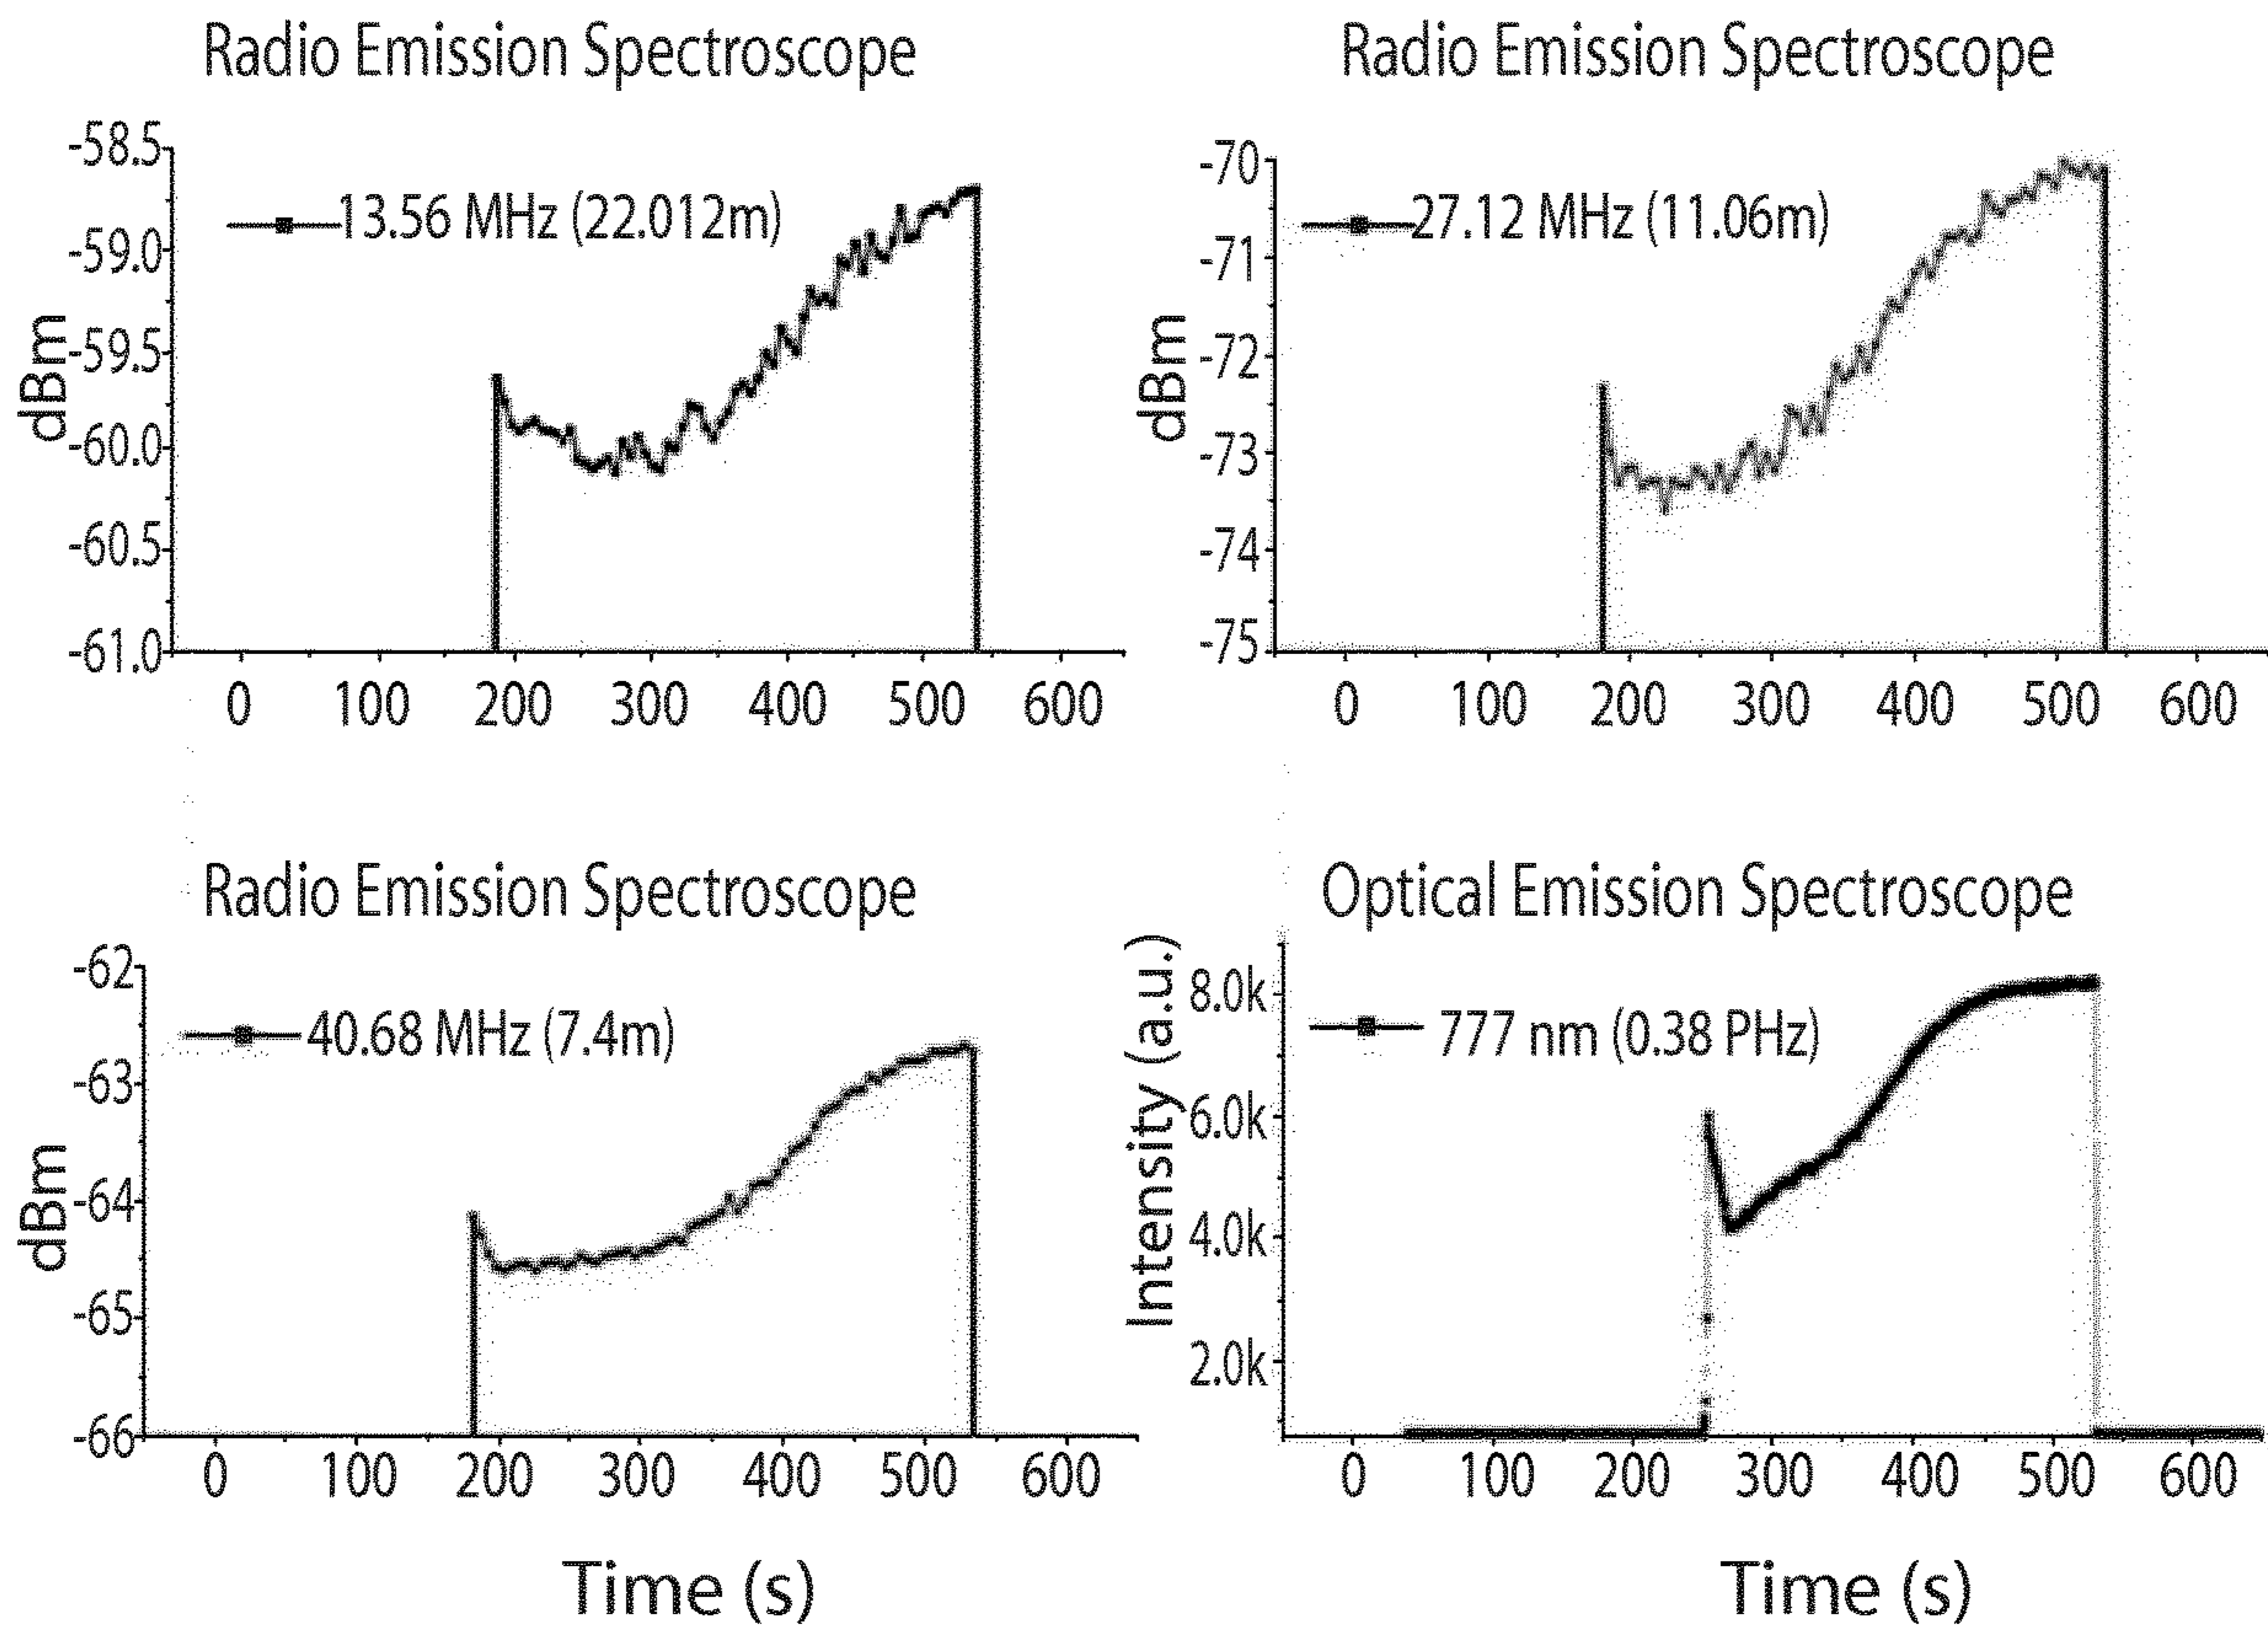 Radio Emission Spectroscope
-58.5
-59.0
-59.5
-60.0
-60.5
-61.0
dBm
13.56 MHz (22.012m)
0 100 200 300 400 500 600
Radio Emission Spectroscope
-70
-71
-72
-73
-74
-75
dBm
27.12 MHz (11.06m)
0 100 200 300 400 500 600
Radio Emission Spectroscope
-62
-63
-64
-65
-66
dBm
40.68 MHz (7.4m)
0 100 200 300 400 500 600
Time (s)
Optical Emission Spectroscope
8.0k
6.0k
4.0k
2.0k
Intensity (a.u.)
777 nm (0.38 PHz)
0 100 200 300 400 500 600
Time (s)